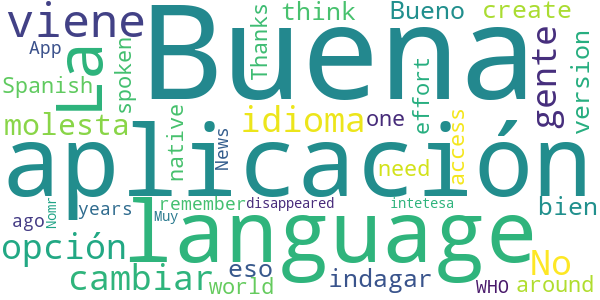 viene Buena think Bueno create
App La Thanks gente version
Spanish spoken effort
molesta idioma one access
aplicación
native News need
remember disappeared intetesa
years Nomr Muy language bien
ago opción No
cambiar eso indagar WHO around
world